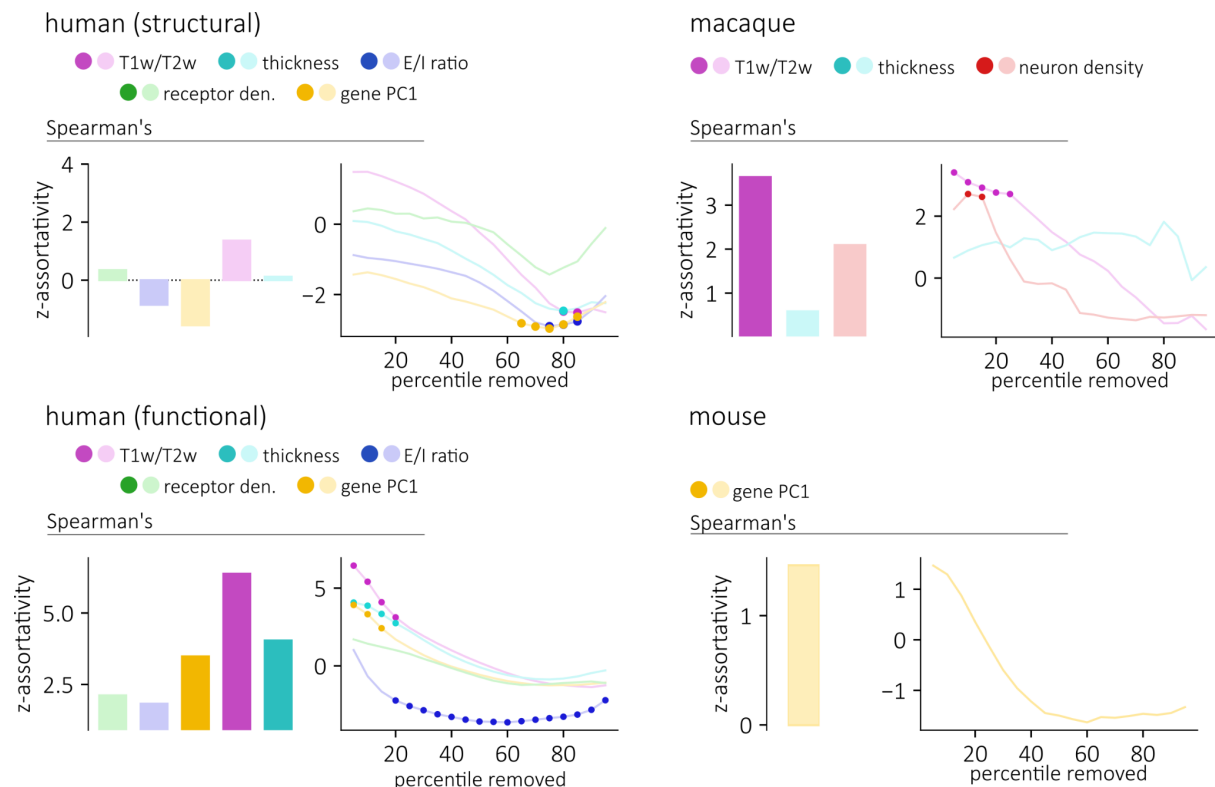 human (structural)
T1w/T2w thickness E/I ratio
receptor den. gene PC1
Spearman's
z-assortativity
4
2
0
0
−2
20 40 60 80
percentile removed
macaque
T1w/T2w thickness neuron density
Spearman's
z-assortativity
3
2
1
2
0
20 40 60 80
percentile removed
human (functional)
T1w/T2w thickness E/I ratio
receptor den. gene PC1
Spearman's
z-assortativity
5.0
2.5
5
0
20 40 60 80
percentile removed
mouse
gene PC1
Spearman's
z-assortativity
1
0
1
0
−1
20 40 60 80
percentile removed